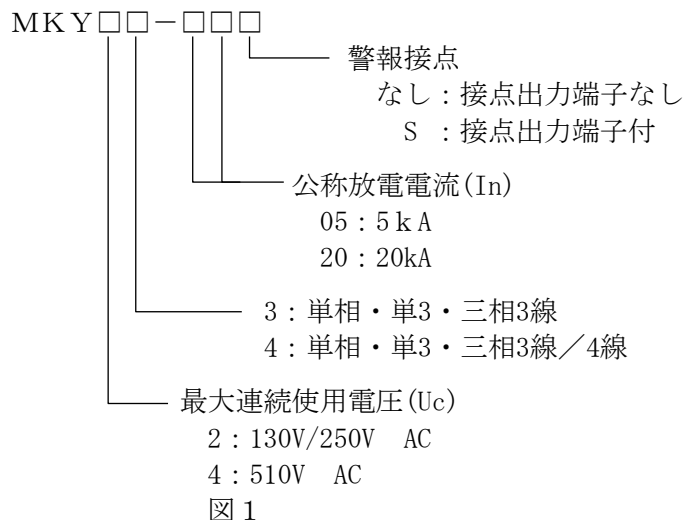 ＭＫＹ□□－□□□
警報接点
なし：接点出力端子なし
S ：接点出力端子付
公称放電電流(In)
05：5ｋA
20：20kA
3：単相・単3・三相3線
4：単相・単3・三相3線／4線
最大連続使用電圧(Uc)
2：130V/250V AC
4：510V AC
図１